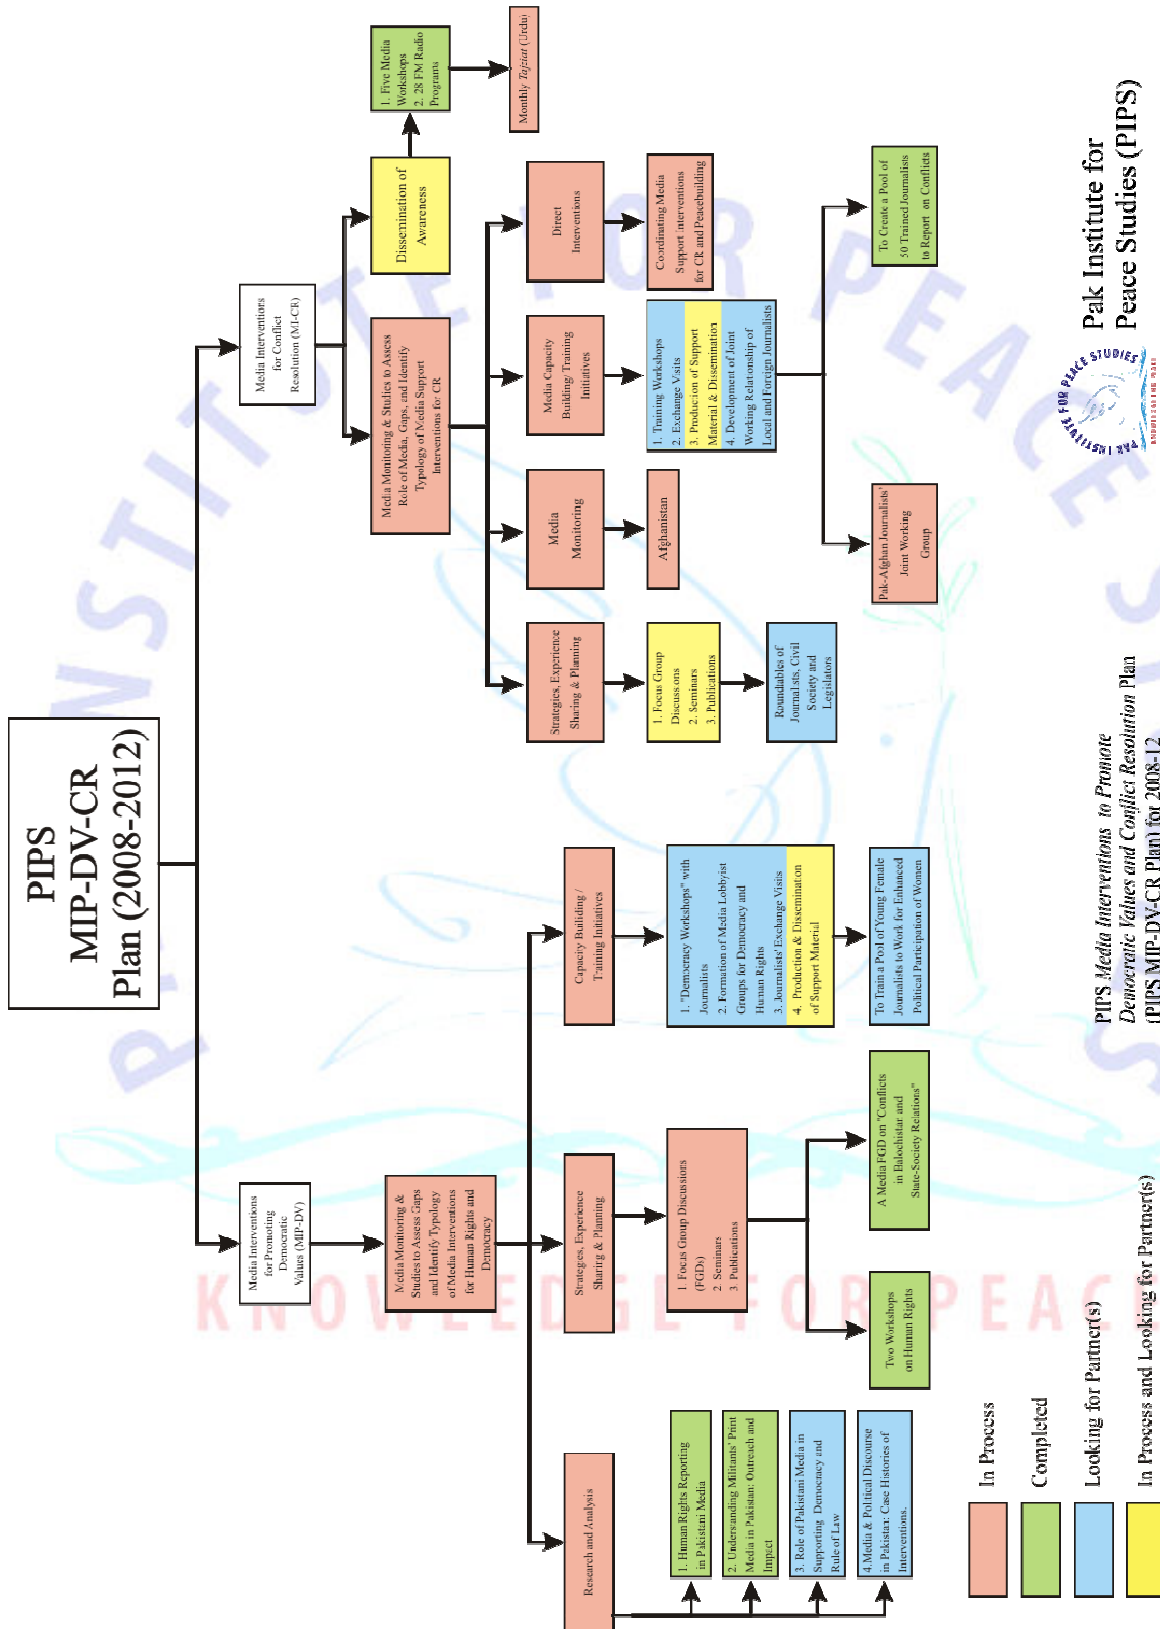 PIPS
MIP-DV-CR
Plan (2008-2012)
Media Interventions
for Promoting
Democratic
Values (MIP-DV)
Media Interventions
for Conflict
Resolution (MI-CR)
Media Monitoring &
Studies to Assess Gaps
and Identify Typology
of Media Interventions
for Human Rights and
Democracy
Media Monitoring & Studies to Assess
Role of Media, Gaps, and Identify
Typology of Media Support
Interventions for CR
Dissemination of
Awareness
1. Five Media
Workshops
2. 28 FM Radio
Programs
Monthly Tajziat (Urdu)
Research and Analysis
Strategies, Experience
Sharing & Planning
Capacity Builiding /
Training Initiatives
Strategies, Experience
Sharing & Planning
Media
Monitoring
Media Capacity
Building/ Training
Initiatives
Direct
Interventions
1. Human Rights Reporting
in Pakistani Media
2. Understanding Militants' Print
Media in Pakistan: Outreach and
Impact
3. Role of Pakistani Media in
Supporting Democracy and
Rule of Law
4. Media & Political Discourse
in Pakistan: Case Histories of
Interventions.
1 Focus Group Discussions
(FGDs)
2 Seminars
3. Publications
Two Workshops
on Human Rights
A Media FGD on "Conflicts
in Balochistan and
State-Society Relations"
1. "Democracy Workshops" with
Journalists
2. Formation of Media Lobbyist
Groups for Democracy and
Human Rights
3. Journalists' Exchange Visits
4. Production & Dissemination
of Support Material
To Train a Pool of Young Female
Journalists to Work for Enhanced
Political Participation of Women
1. Focus Group
Discussions
2. Seminars
3. Publications
Roundtables of
Journalists, Civil
Society and
Legislators
Afghanistan
1. Training Workshops
2. Exchange Visits
3. Production of Support
Material & Dissemination
4. Development of Joint
Working Relationship of
Local and Foreign Journalists
Coordinating Media
Support interventions
for CR and Peacebuilding
Pak-Afghan Journalists'
Joint Working
Group
To Create a Pool of
50 Trained Journalists
to Report on Conflicts
In Process
Completed
Looking for Partner(s)
In Process and Looking for Partner(s)
PIPS Media Interventions to Promote
Democratic Values and Conflict Resolution Plan
(PIPS MIP-DV-CR Plan) for 2008-12
PAK INSTITUTE FOR PEACE STUDIES
KNOWLEDGE FOR PEACE
Pak Institute for
Peace Studies (PIPS)
KNOWLEDGE FOR PEACE